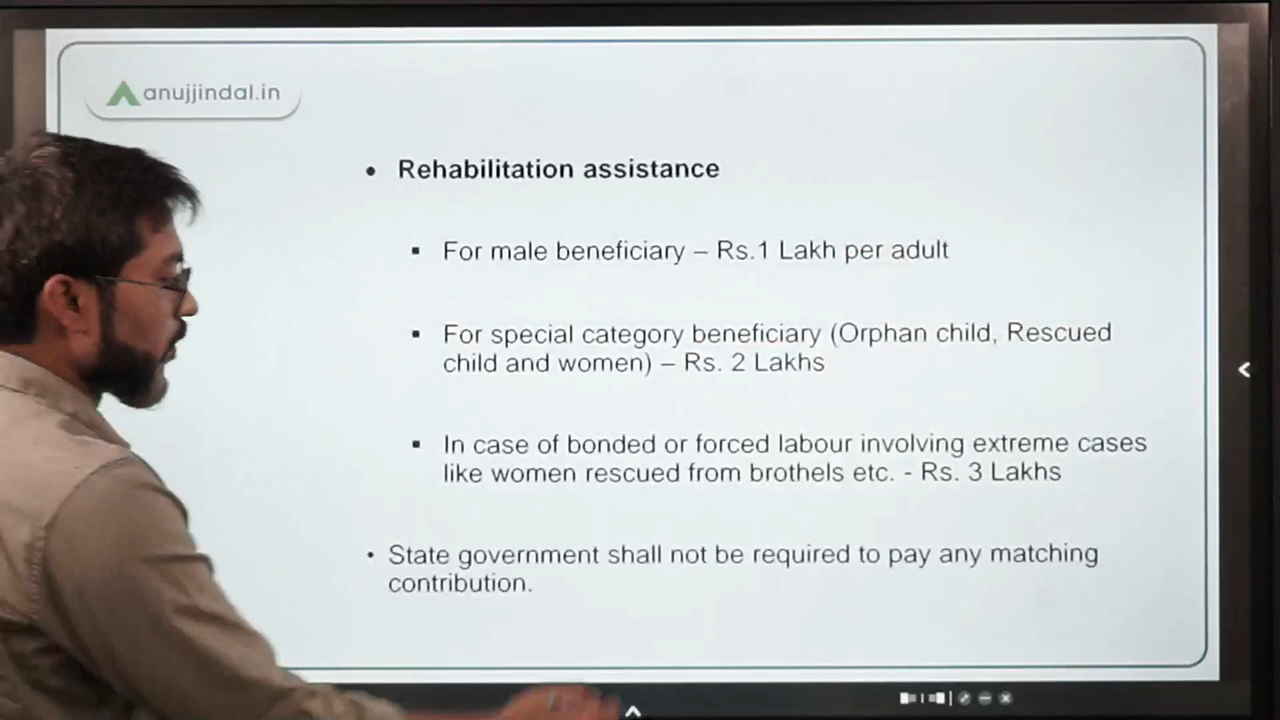 anujjindal.in
• Rehabilitation assistance
▪ For male beneficiary – Rs.1 Lakh per adult
▪ For special category beneficiary (Orphan child, Rescued
child and women) – Rs. 2 Lakhs
▪ In case of bonded or forced labour involving extreme cases
like women rescued from brothels etc. - Rs. 3 Lakhs
• State government shall not be required to pay any matching
contribution.